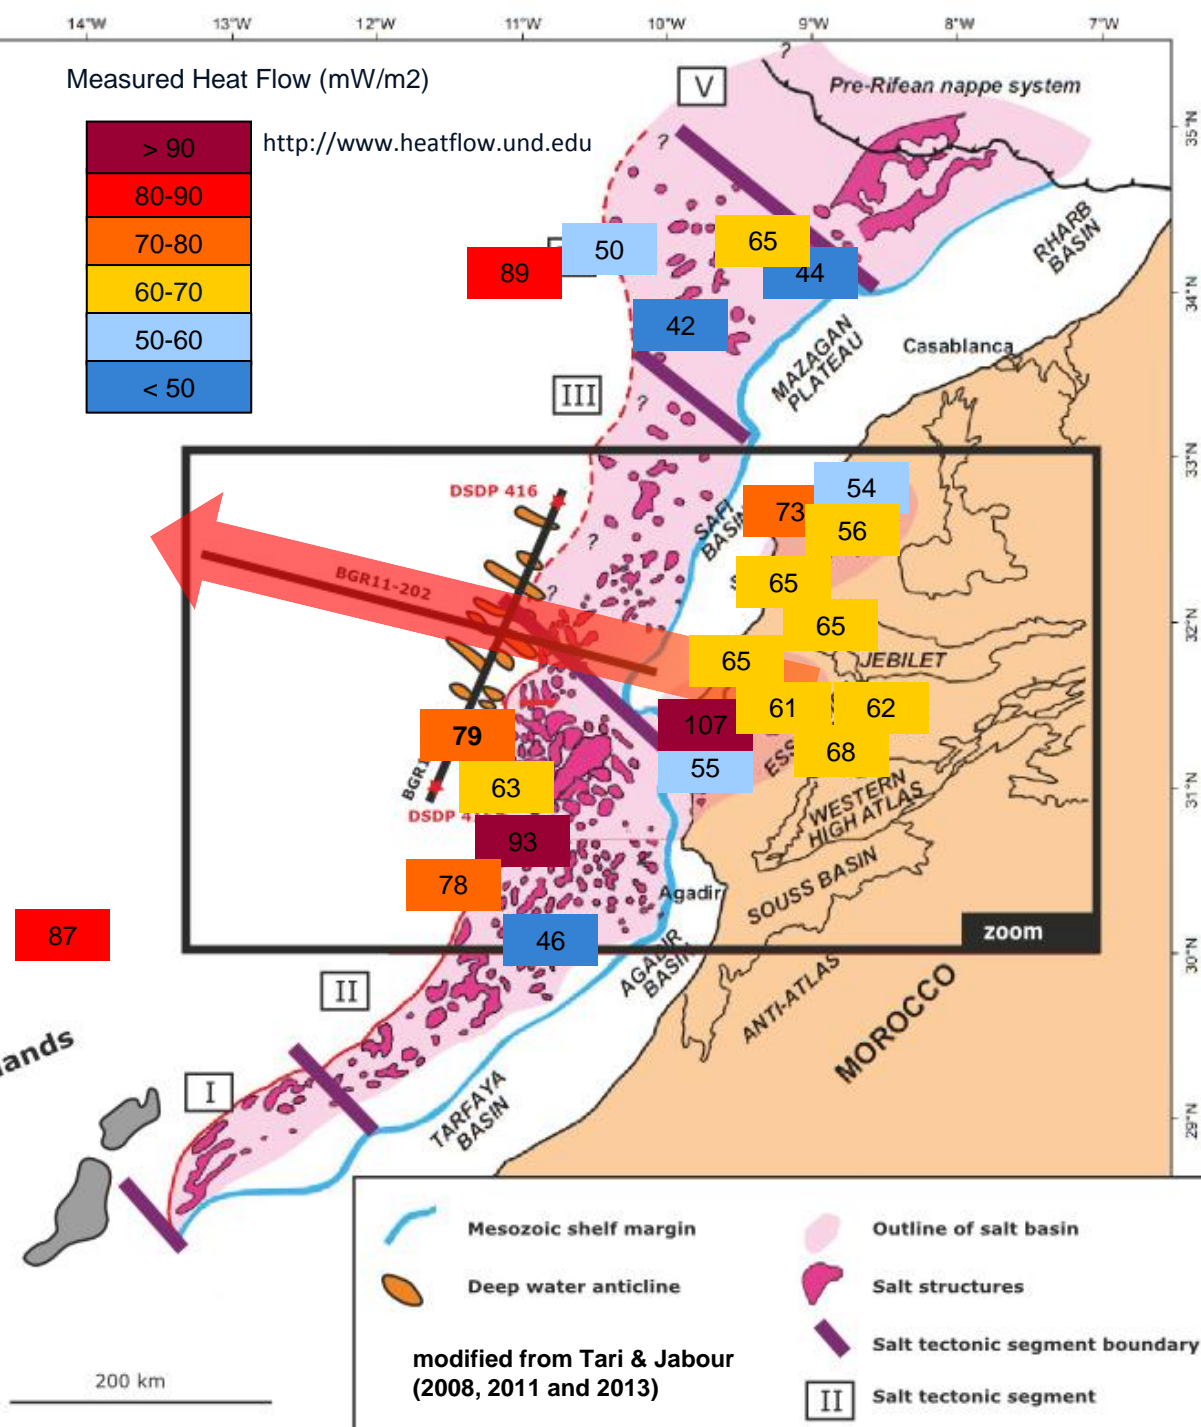 14°W 13°W 12°W 11°W 10°W 9°W 8°W 7°W
Measured Heat Flow (mW/m2)
http://www.heatflow.und.edu
> 90
80-90
70-80
60-70
50-60
< 50
?
V
Pre-Rifean nappe system
35°N
?
RHARB
BASIN
50
65
89
44
34°N
42
MAZAGAN
PLATEAU
Casablanca
III
?
33°N
DSDP 416
54
73
SAFI
BASIN
56
?
BGR11-202
?
65
S
32°N
65
65
JEBILET
61
62
107
79
ESS
68
55
BGR1
63
31°N
DSDP 41
WESTERN
HIGH ATLAS
93
78
Agadir
SOUSS BASIN
87
46
zoom
AGADIR
BASIN
30°N
II
ANTI-ATLAS
MOROCCO
lands
I
TARFAYA
BASIN
29°N
Mesozoic shelf margin
Deep water anticline
modified from Tari & Jabour
(2008, 2011 and 2013)
Outline of salt basin
Salt structures
Salt tectonic segment boundary
II
Salt tectonic segment
200 km